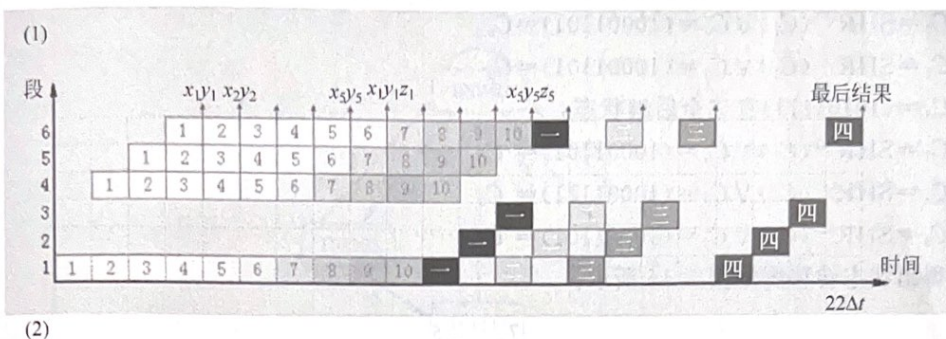 (1)
段
x₁y₁ x₂y₂ x₅y₅ x₁y₁z₁ x₅y₅z₅ 最后结果
6 1 2 3 4 5 6 7 8 9 10 一 二 三 四
5 1 2 3 4 5 6 7 8 9 10
4 1 2 3 4 5 6 7 8 9 10
3 一 二 三 四
2 一 三 四
1 1 2 3 4 5 6 7 8 9 10 一 二 三 四 时间
22Δt
(2)